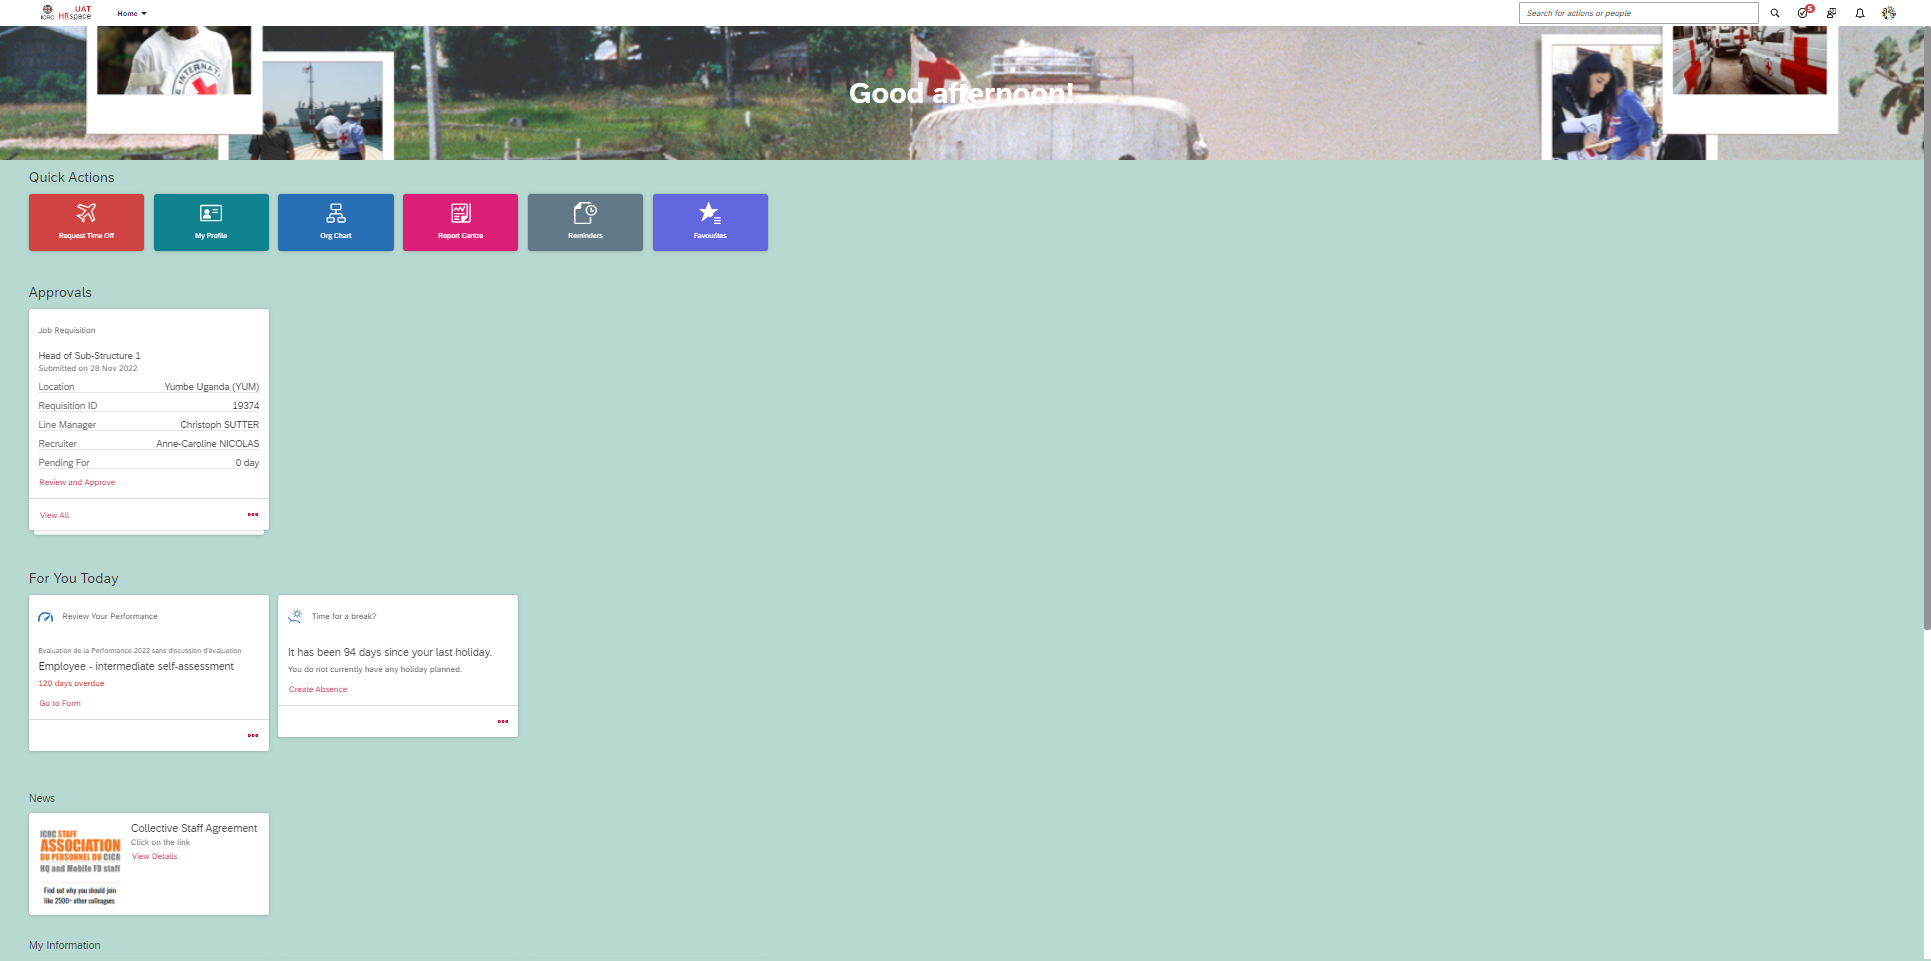 ICRC
UAT
HRspace
Home
Search for actions or people
5
INTERNAT
Good afternoon!
Quick Actions
Request Time Off
My Profile
Org Chart
Report Centre
Reminders
Favourites
Approvals
Job Requisition
Head of Sub-Structure 1
Submitted on 28 Nov 2022
Location Yumbe Uganda (YUM)
Requisition ID 19374
Line Manager Christoph SUTTER
Recruiter Anne-Caroline NICOLAS
Pending For 0 day
Review and Approve
View All
For You Today
Review Your Performance
Evaluation de la Performance 2022 sans discussion d'évaluation
Employee - intermediate self-assessment
120 days overdue
Go to Form
Time for a break?
It has been 94 days since your last holiday.
You do not currently have any holiday planned.
Create Absence
News
ICRC STAFF
ASSOCIATION
DU PERSONNEL DU CICR
HQ and Mobile FD staff
Find out why you should join
like 2500+ other colleagues
Collective Staff Agreement
Click on the link
View Details
My Information